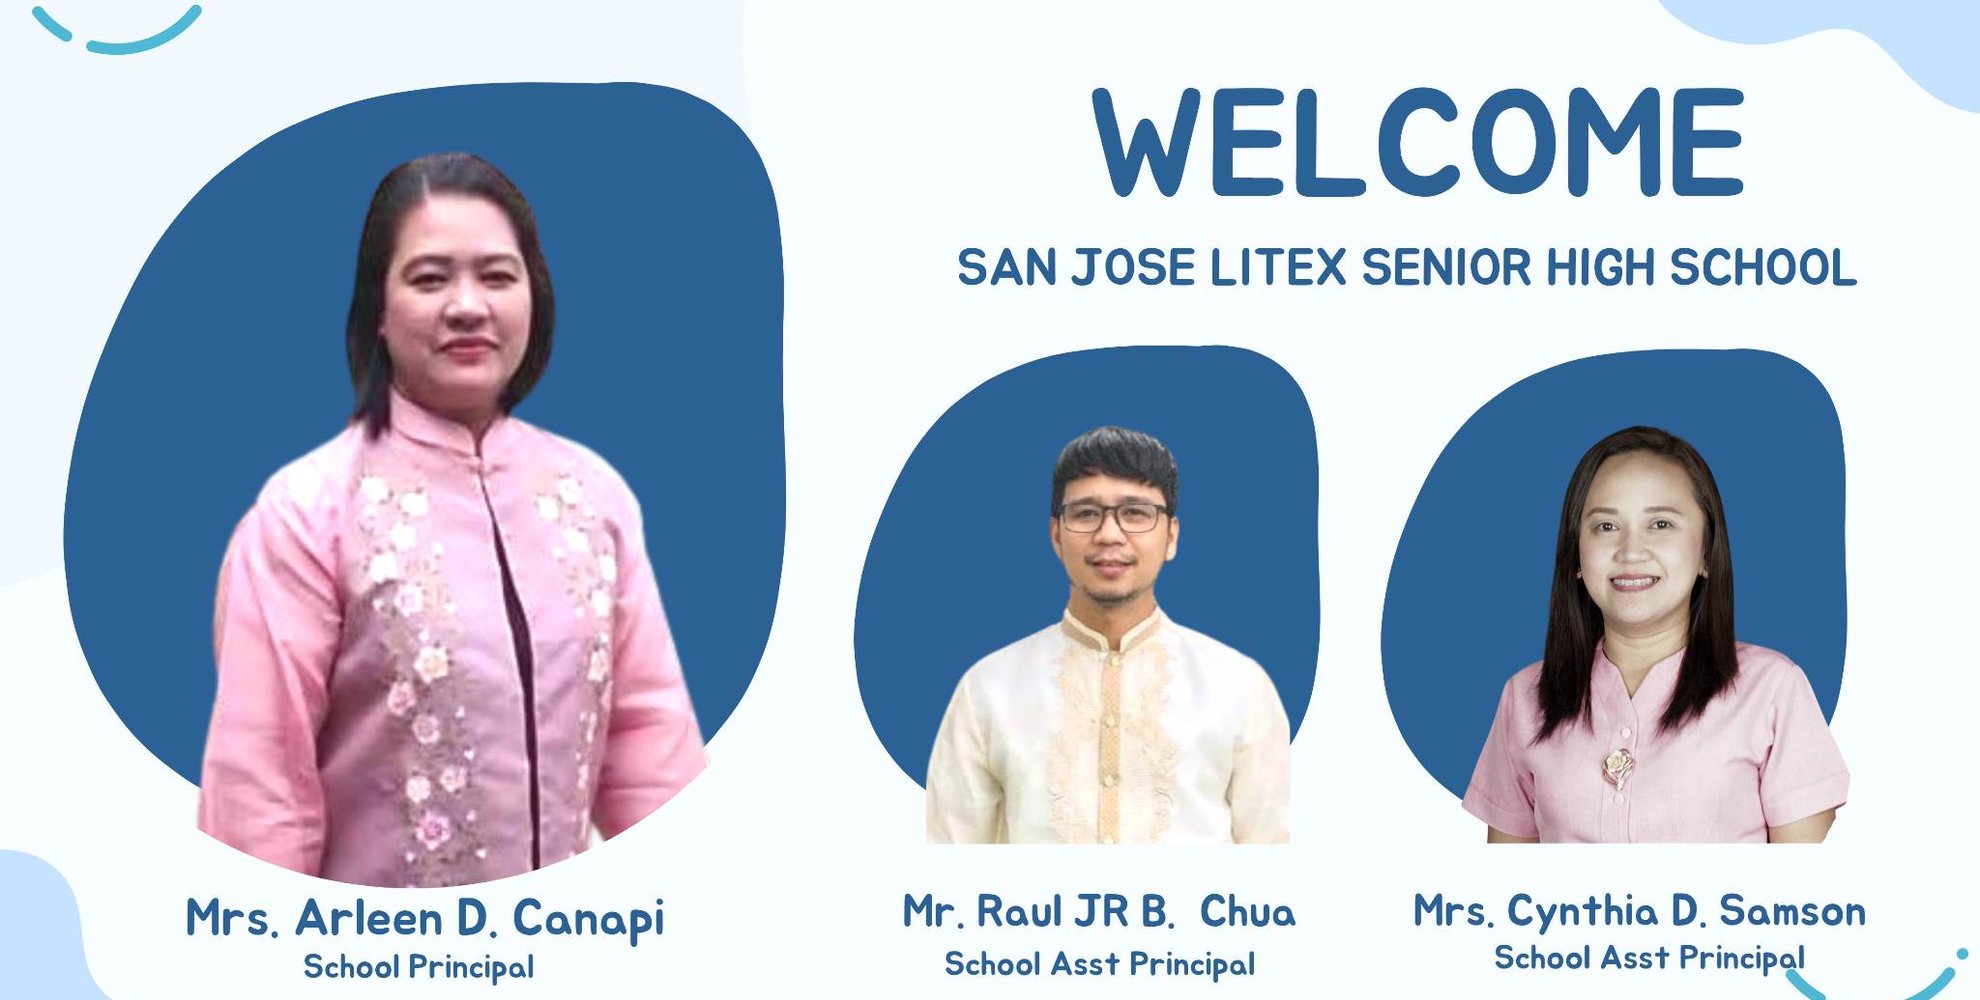 WELCOME
SAN JOSE LITEX SENIOR HIGH SCHOOL
Mrs. Arleen D. Canapi
School Principal
Mr. Raul JR B. Chua
School Asst Principal
Mrs. Cynthia D. Samson
School Asst Principal